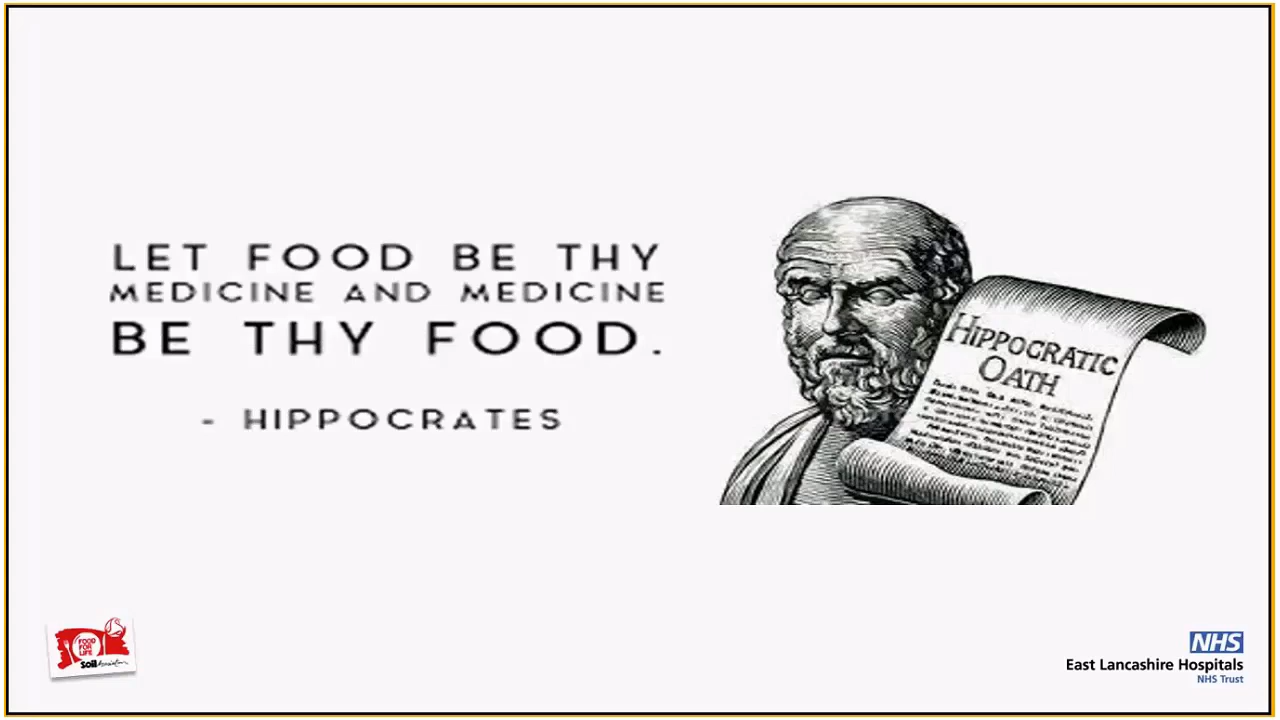 LET FOOD BE THY
MEDICINE AND MEDICINE
BE THY FOOD.
- HIPPOCRATES
HIPPOCRATIC
OATH
FOOD
FOR
LIFE
Soil Association
NHS
East Lancashire Hospitals
NHS Trust